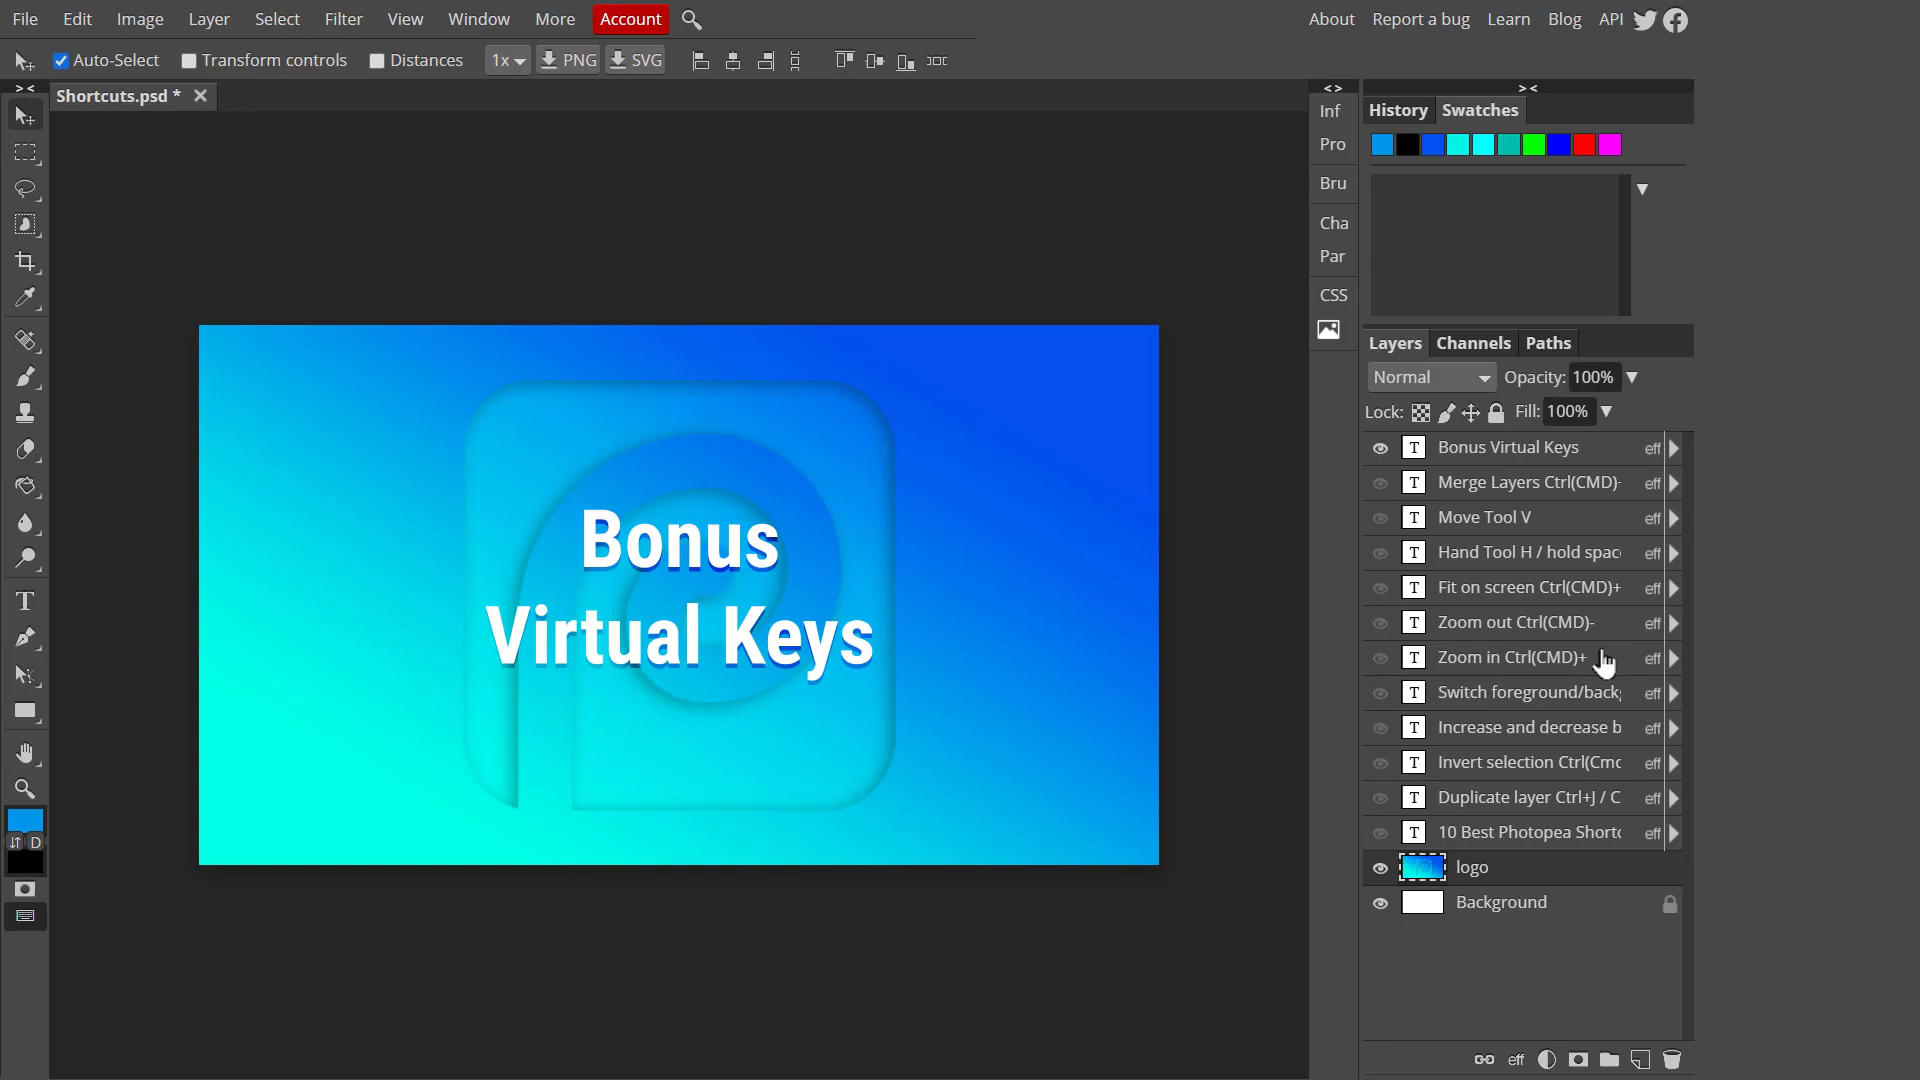 File Edit Image Layer Select Filter View Window More Account
About Report a bug Learn Blog API
Auto-Select Transform controls Distances 1x PNG SVG
Shortcuts.psd *
Inf
Pro
Bru
Cha
Par
CSS
History Swatches
Layers Channels Paths
Normal Opacity: 100%
Lock: Fill: 100%
T Bonus Virtual Keys eff
T Merge Layers Ctrl(CMD)- eff
T Move Tool V eff
T Hand Tool H / hold spac eff
T Fit on screen Ctrl(CMD)+ eff
T Zoom out Ctrl(CMD)- eff
T Zoom in Ctrl(CMD)+ eff
T Switch foreground/back eff
T Increase and decrease b eff
T Invert selection Ctrl(Cmd eff
T Duplicate layer Ctrl+J / C eff
T 10 Best Photopea Shortc eff
logo
Background
eff
Bonus
Virtual Keys
T
D